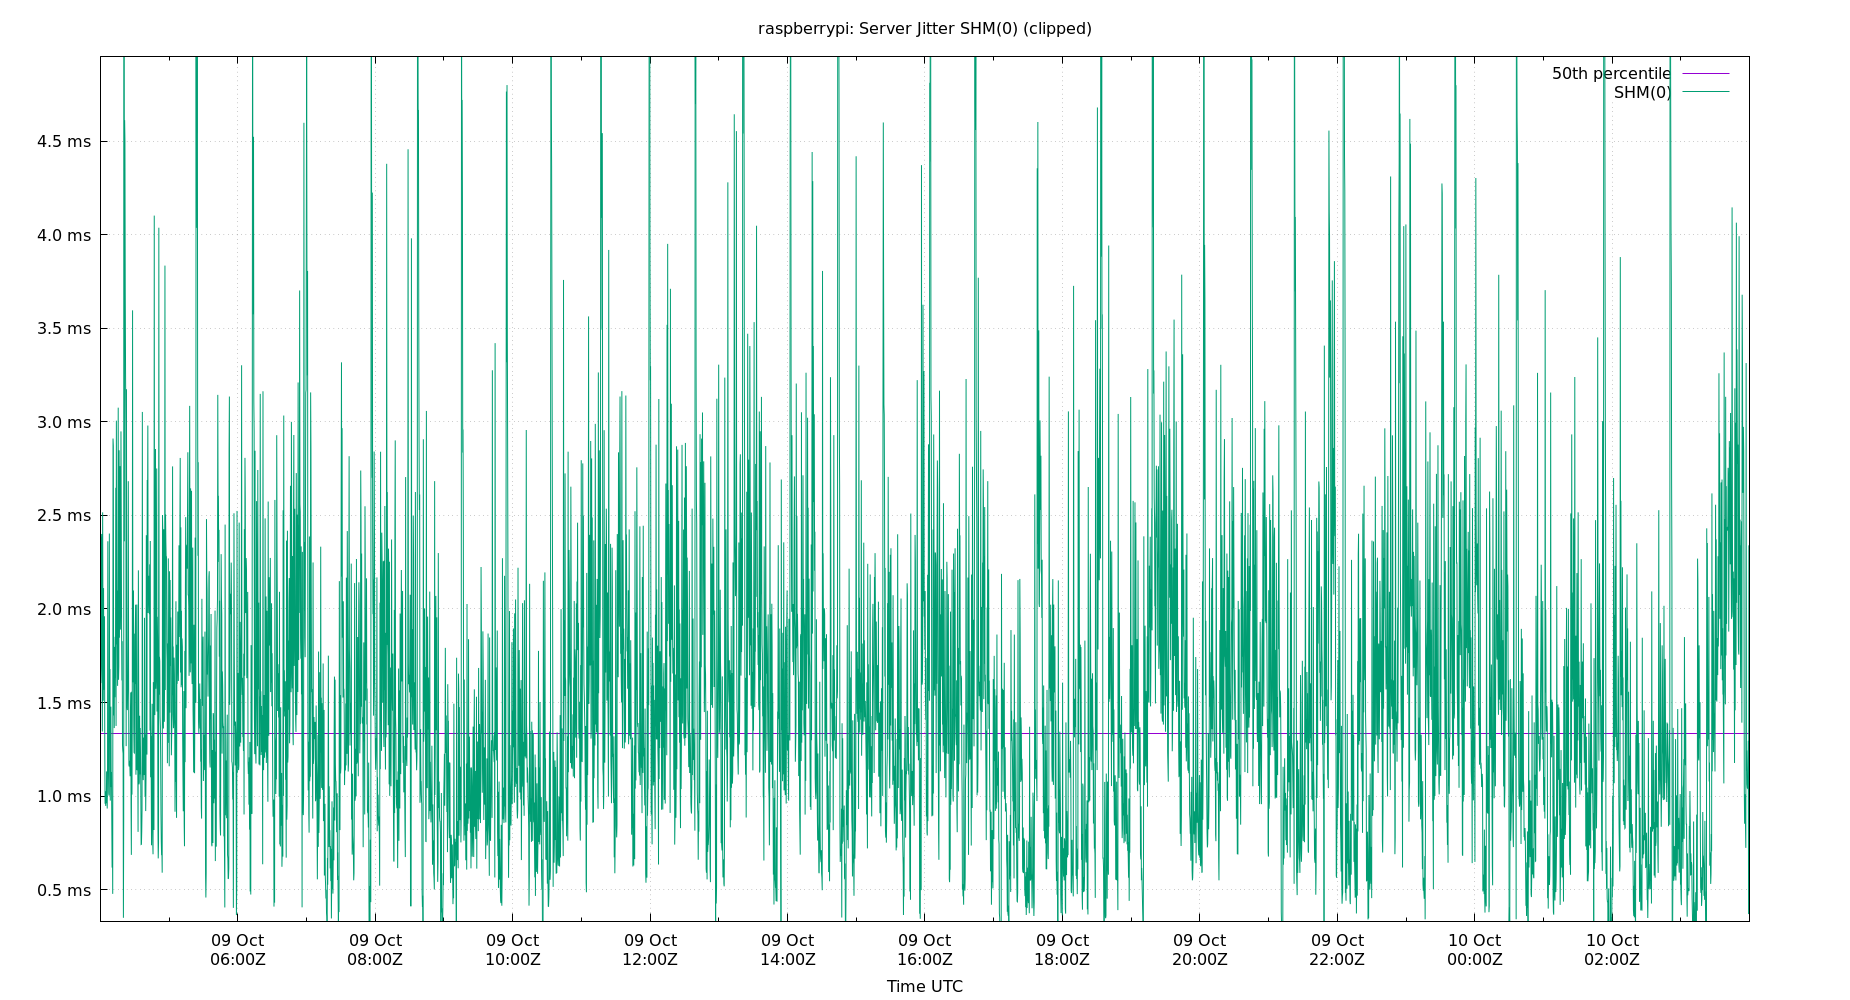 raspberrypi: Server Jitter SHM(0) (clipped)
50th percentile
SHM(0)
4.5 ms
4.0 ms
3.5 ms
3.0 ms
2.5 ms
2.0 ms
1.5 ms
1.0 ms
0.5 ms
09 Oct 09 Oct 09 Oct 09 Oct 09 Oct 09 Oct 09 Oct 09 Oct 09 Oct 10 Oct 10 Oct
06:00Z 08:00Z 10:00Z 12:00Z 14:00Z 16:00Z 18:00Z 20:00Z 22:00Z 00:00Z 02:00Z
Time UTC